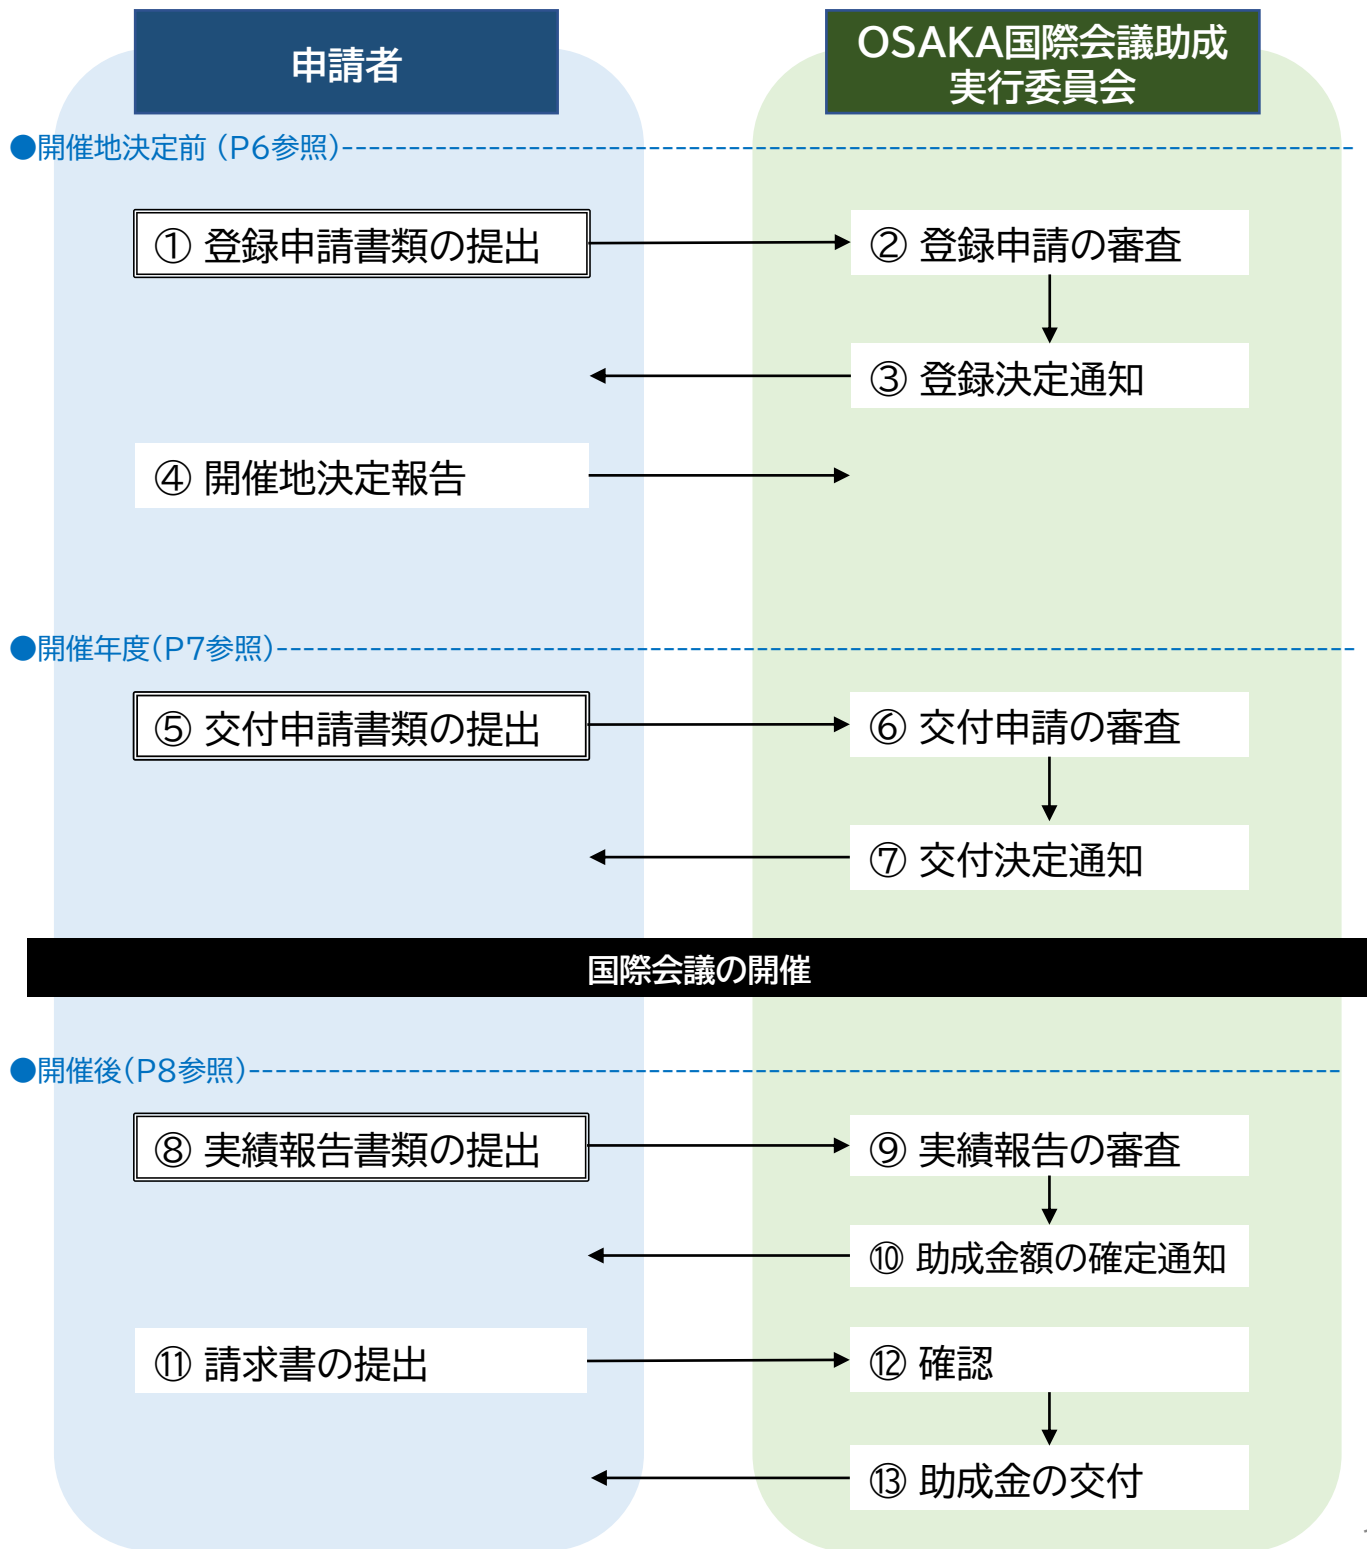 申請者
OSAKA国際会議助成
実行委員会
●開催地決定前（P6参照）
① 登録申請書類の提出
② 登録申請の審査
③ 登録決定通知
④ 開催地決定報告
●開催年度（P7参照）
⑤ 交付申請書類の提出
⑥ 交付申請の審査
⑦ 交付決定通知
国際会議の開催
●開催後（P8参照）
⑧ 実績報告書類の提出
⑨ 実績報告の審査
⑩ 助成金額の確定通知
⑪ 請求書の提出
⑫ 確認
⑬ 助成金の交付